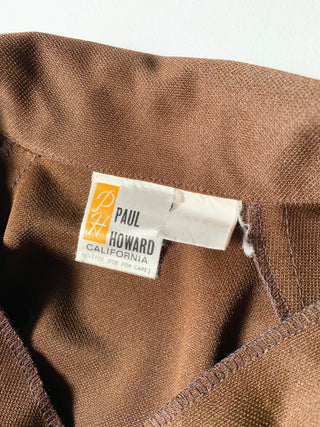 PH
PAUL
HOWARD
CALIFORNIA
REVERSE SIDE FOR CARE